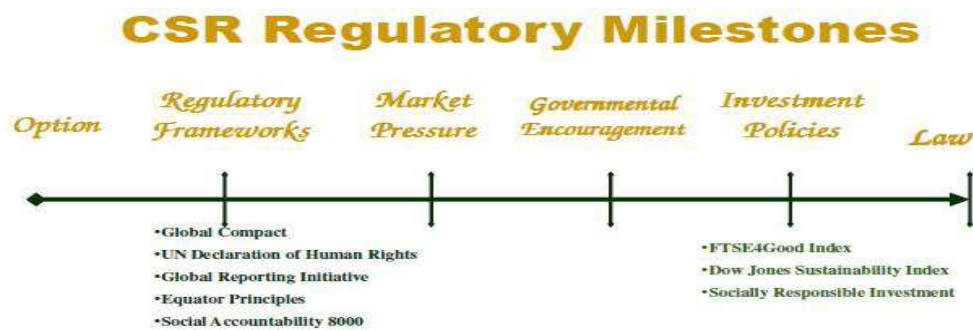 CSR Regulatory Milestones
Option
Regulatory
Frameworks
Market
Pressure
Governmental
Encouragement
Investment
Policies
Law
•Global Compact
•UN Declaration of Human Rights
•Global Reporting Initiative
•Equator Principles
•Social Accountability 8000
•FTSE4Good Index
•Dow Jones Sustainability Index
•Socially Responsible Investment